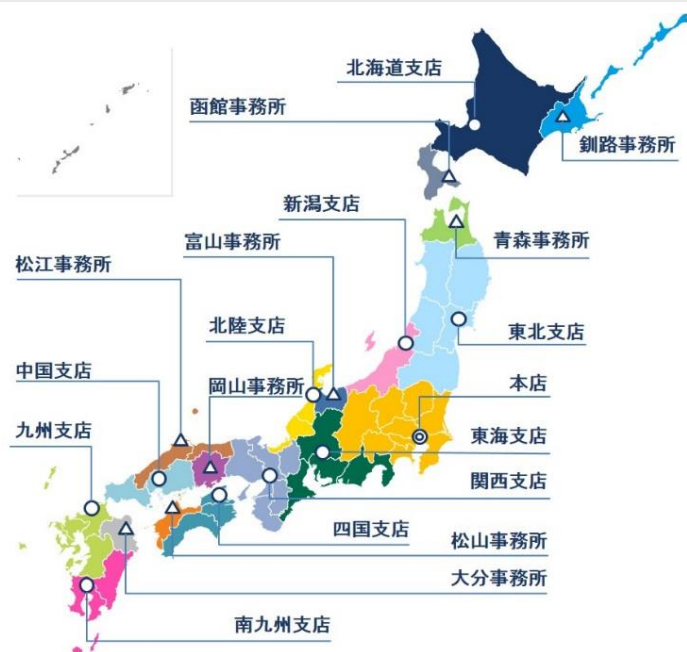 北海道支店
函館事務所
釧路事務所
新潟支店
富山事務所
青森事務所
松江事務所
北陸支店
東北支店
中国支店
岡山事務所
本店
九州支店
東海支店
関西支店
四国支店
松山事務所
大分事務所
南九州支店